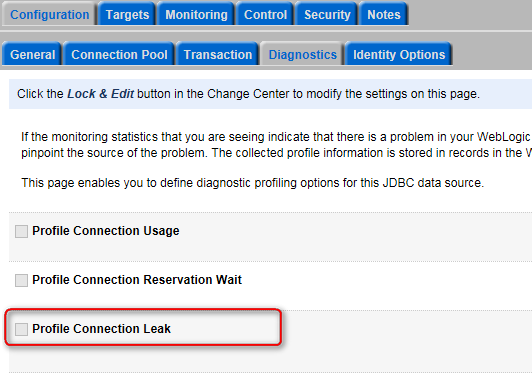 Configuration Targets Monitoring Control Security Notes
General Connection Pool Transaction Diagnostics Identity Options
Click the Lock & Edit button in the Change Center to modify the settings on this page.
If the monitoring statistics that you are seeing indicate that there is a problem in your WebLogic
pinpoint the source of the problem. The collected profile information is stored in records in the W
This page enables you to define diagnostic profiling options for this JDBC data source.
Profile Connection Usage
Profile Connection Reservation Wait
Profile Connection Leak